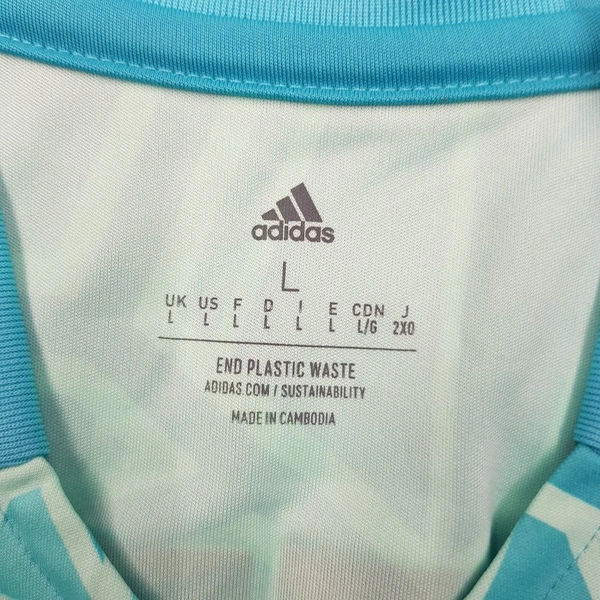 adidas
L
UK US F D I E CDN J
L L L L L L L/G 2XO
END PLASTIC WASTE
ADIDAS.COM / SUSTAINABILITY
MADE IN CAMBODIA